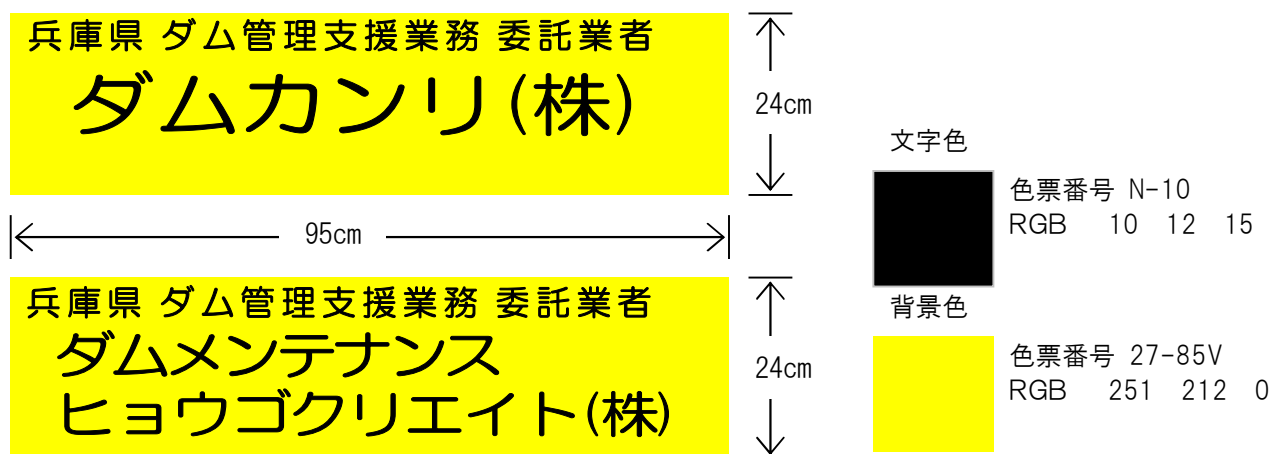 兵庫県 ダム管理支援業務 委託業者
ダムカンリ(株)
24cm
95cm
兵庫県 ダム管理支援業務 委託業者
ダムメンテナンス
ヒョウゴクリエイト(株)
24cm
文字色
色票番号 N-10
RGB 10 12 15
背景色
色票番号 27-85V
RGB 251 212 0